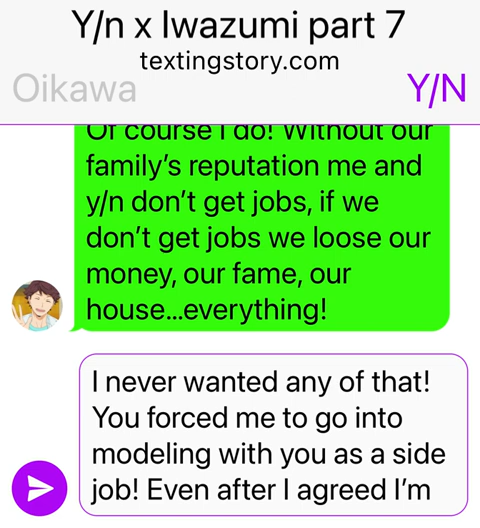 Y/n x Iwazumi part 7
textingstory.com
Oikawa
Y/N
Of course I do! Without our
family's reputation me and
y/n don't get jobs, if we
don't get jobs we loose our
money, our fame, our
house...everything!
I never wanted any of that!
You forced me to go into
modeling with you as a side
job! Even after I agreed I'm